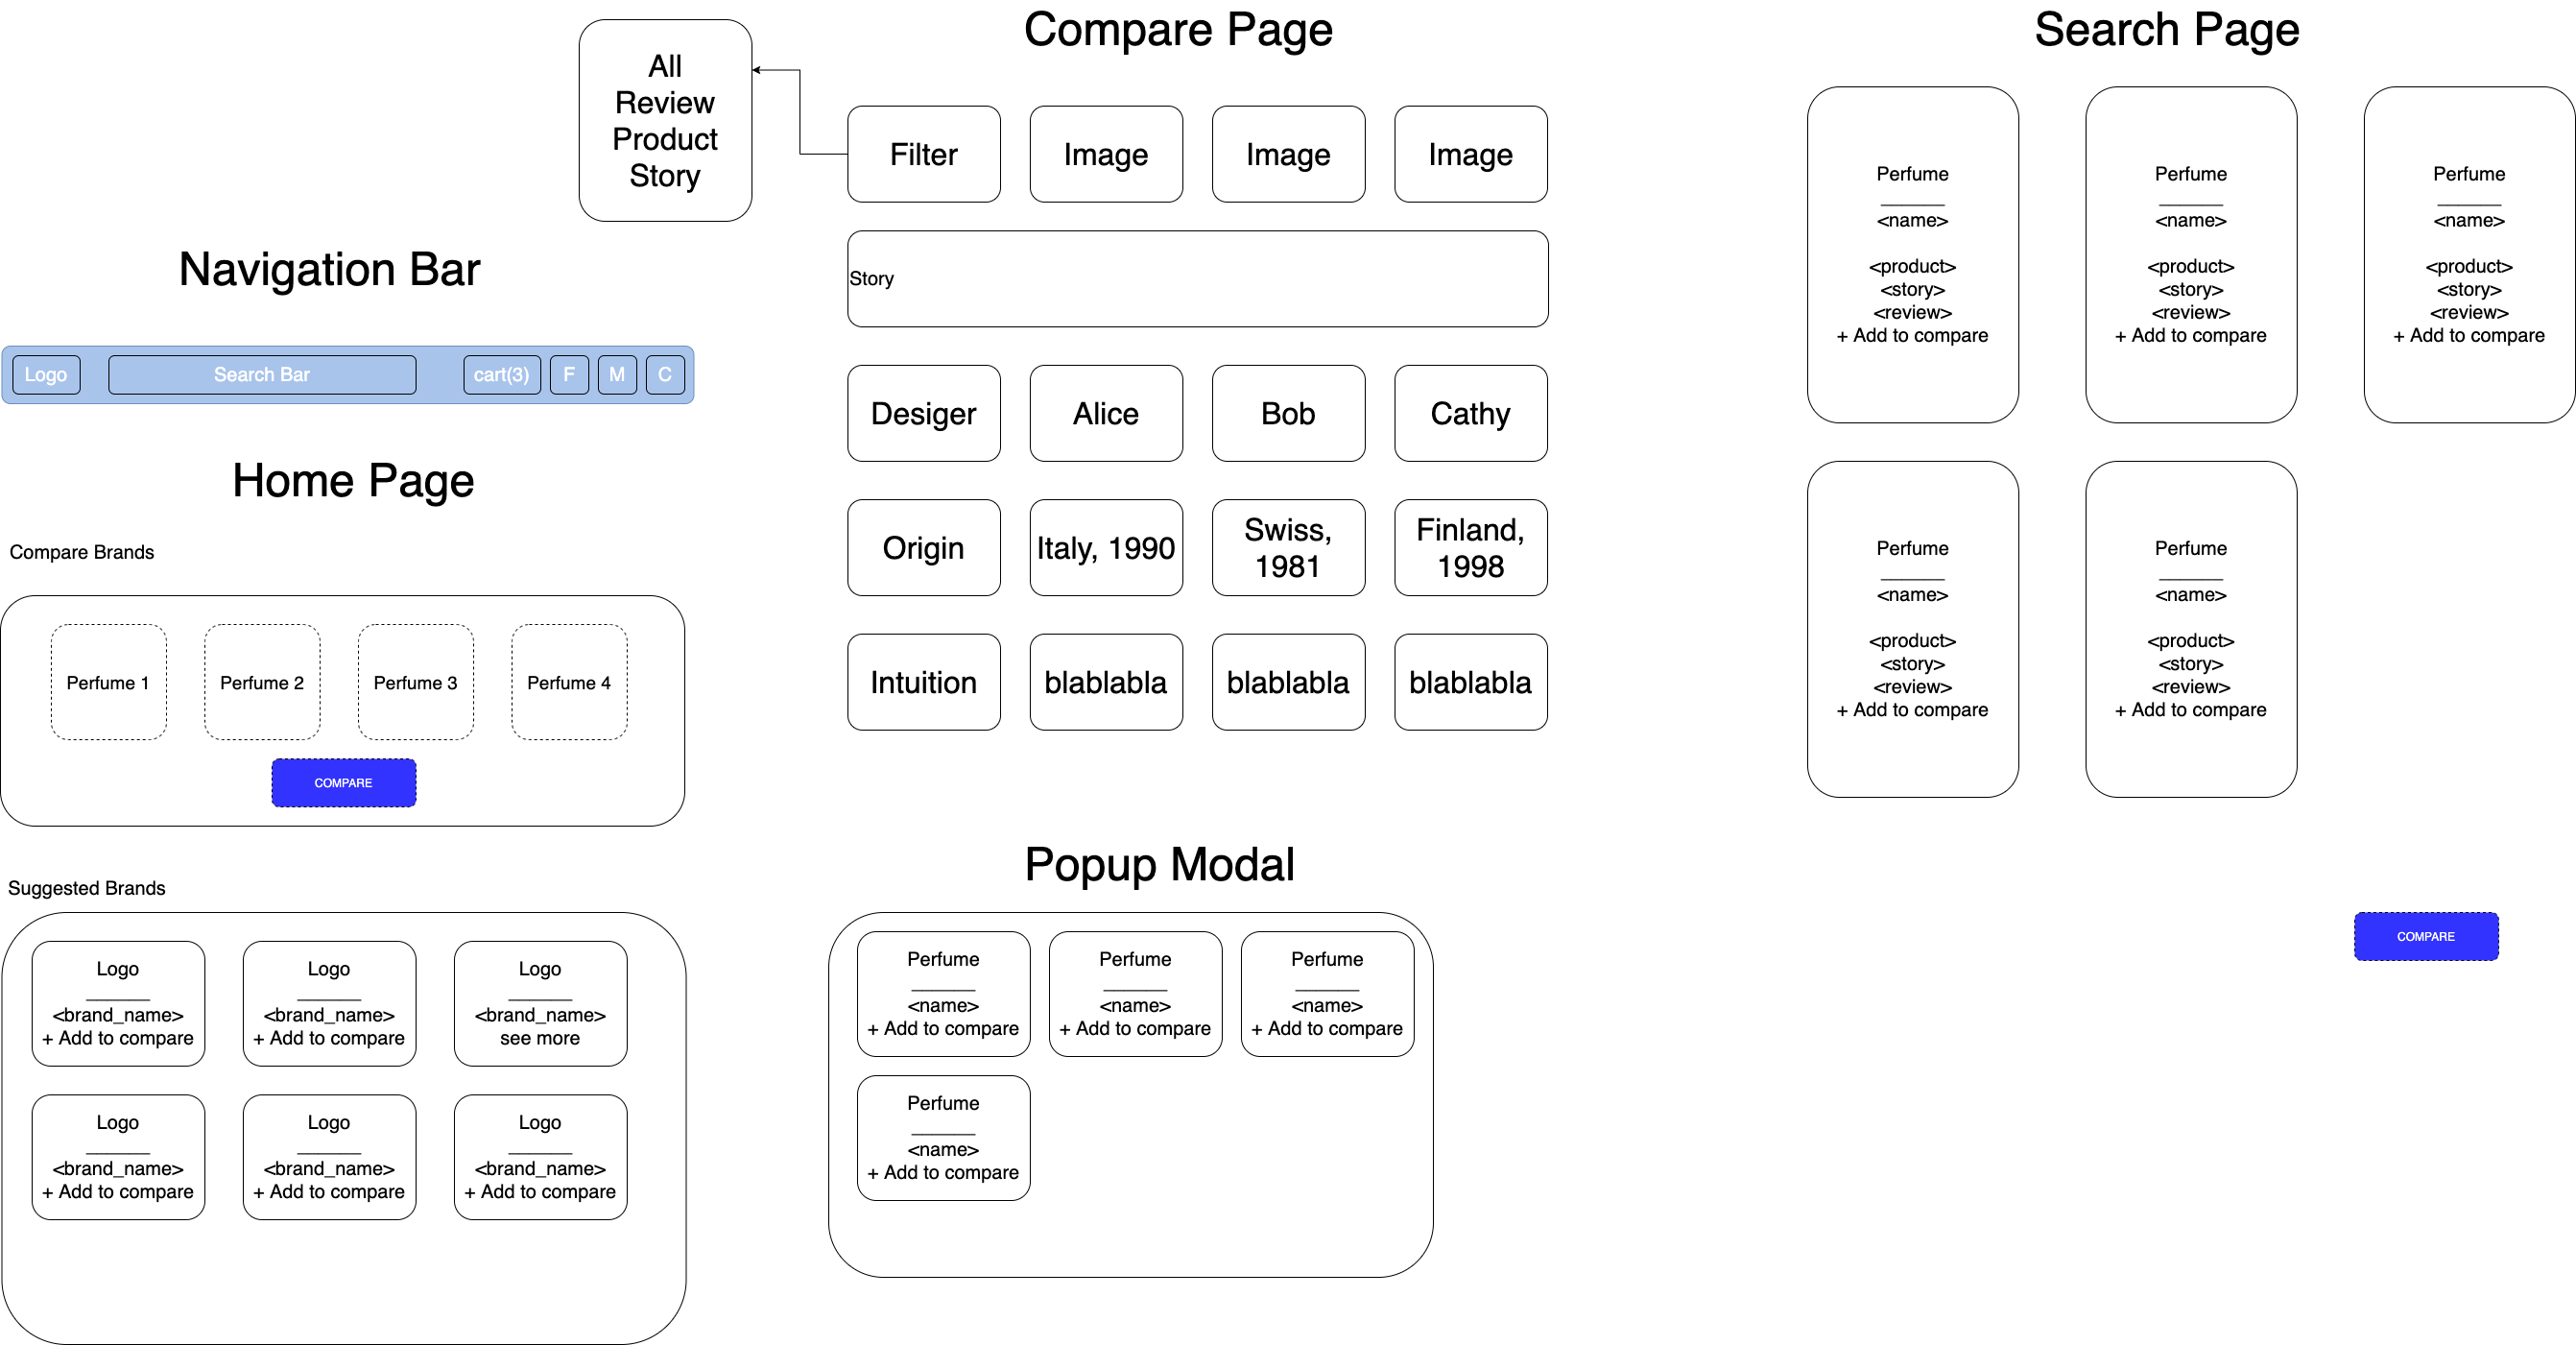 Compare Page
Search Page
All
Review
Product
Story
Filter
Image
Image
Image
Story
Desiger
Alice
Bob
Cathy
Origin
Italy, 1990
Swiss,
1981
Finland,
1998
Intuition
blablabla
blablabla
blablabla
Navigation Bar
Logo
Search Bar
cart(3)
F
M
C
Home Page
Compare Brands
Perfume 1
Perfume 2
Perfume 3
Perfume 4
COMPARE
Suggested Brands
Logo
<brand_name>
+ Add to compare
Logo
<brand_name>
+ Add to compare
Logo
<brand_name>
see more
Logo
<brand_name>
+ Add to compare
Logo
<brand_name>
+ Add to compare
Logo
<brand_name>
+ Add to compare
Popup Modal
Perfume
<name>
+ Add to compare
Perfume
<name>
+ Add to compare
Perfume
<name>
+ Add to compare
Perfume
<name>
+ Add to compare
Perfume
<name>
<product>
<story>
<review>
+ Add to compare
Perfume
<name>
<product>
<story>
<review>
+ Add to compare
Perfume
<name>
<product>
<story>
<review>
+ Add to compare
Perfume
<name>
<product>
<story>
<review>
+ Add to compare
Perfume
<name>
<product>
<story>
<review>
+ Add to compare
COMPARE